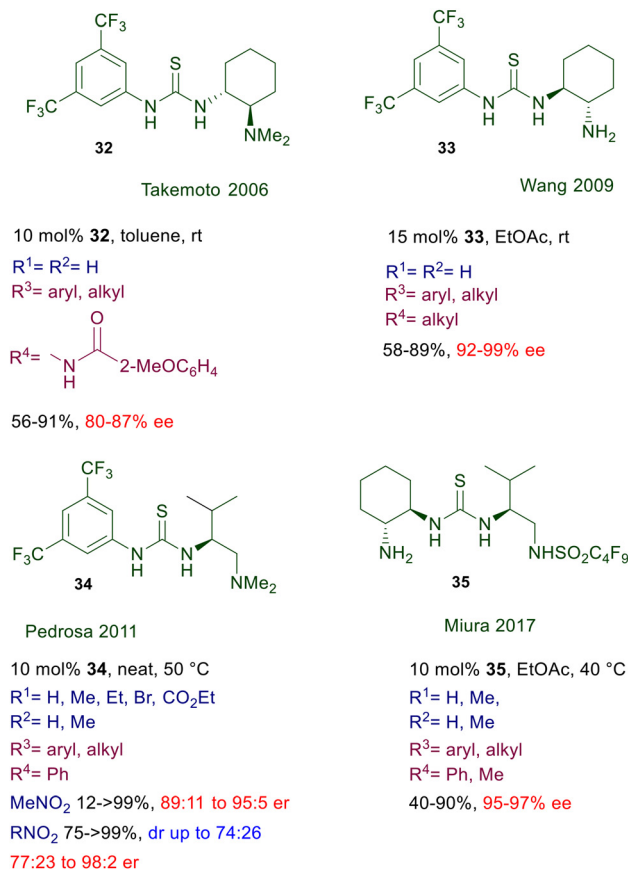 CF₃
F₃C
S
N
H
N
H
NMe₂
32
Takemoto 2006
CF₃
F₃C
S
N
H
N
H
NH₂
33
Wang 2009
10 mol% 32, toluene, rt
R¹= R²= H
R³= aryl, alkyl
R⁴=
O
N
H
2-MeOC₆H₄
56-91%, 80-87% ee
15 mol% 33, EtOAc, rt
R¹= R²= H
R³= aryl, alkyl
R⁴= alkyl
58-89%, 92-99% ee
CF₃
F₃C
S
N
H
N
H
NMe₂
34
Pedrosa 2011
S
N
H
N
H
NH₂
NHSO₂C₄F₉
35
Miura 2017
10 mol% 34, neat, 50 °C
R¹= H, Me, Et, Br, CO₂Et
R²= H, Me
R³= aryl, alkyl
R⁴= Ph
MeNO₂ 12->99%, 89:11 to 95:5 er
RNO₂ 75->99%, dr up to 74:26
77:23 to 98:2 er
10 mol% 35, EtOAc, 40 °C
R¹= H, Me,
R²= H, Me
R³= aryl, alkyl
R⁴= Ph, Me
40-90%, 95-97% ee